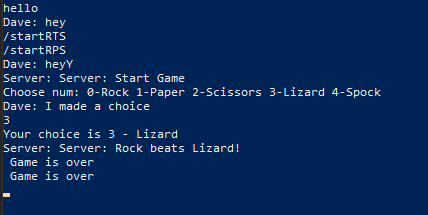 hello
Dave: hey
/startRTS
/startRPS
Dave: heyY
Server: Server: Start Game
Choose num: 0-Rock 1-Paper 2-Scissors 3-Lizard 4-Spock
Dave: I made a choice
3
Your choice is 3 - Lizard
Server: Server: Rock beats Lizard!
Game is over
Game is over